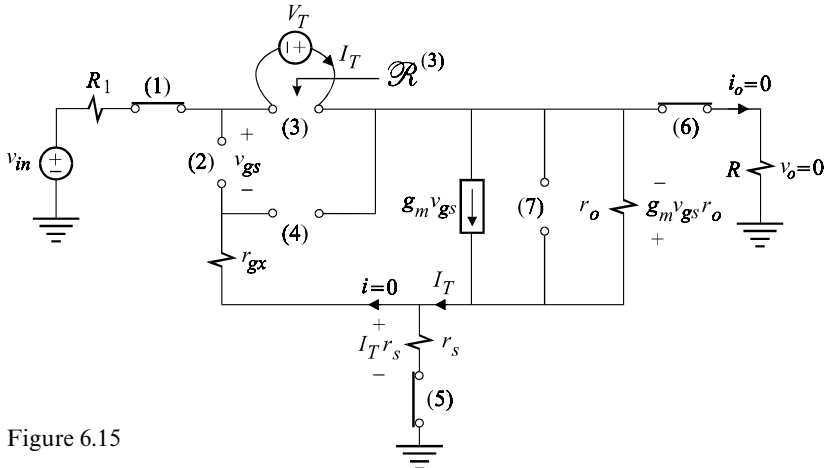 V_T
− +
I_T
ℛ^(3)
R_1
(1)
(3)
i_o=0
(6)
v_in
+
−
(2)
+
v_gs
−
(4)
g_m v_gs
(7)
r_o
−
g_m v_gs r_o
+
R
v_o=0
r_gx
i=0
I_T
+
I_T r_s
−
r_s
(5)
Figure 6.15